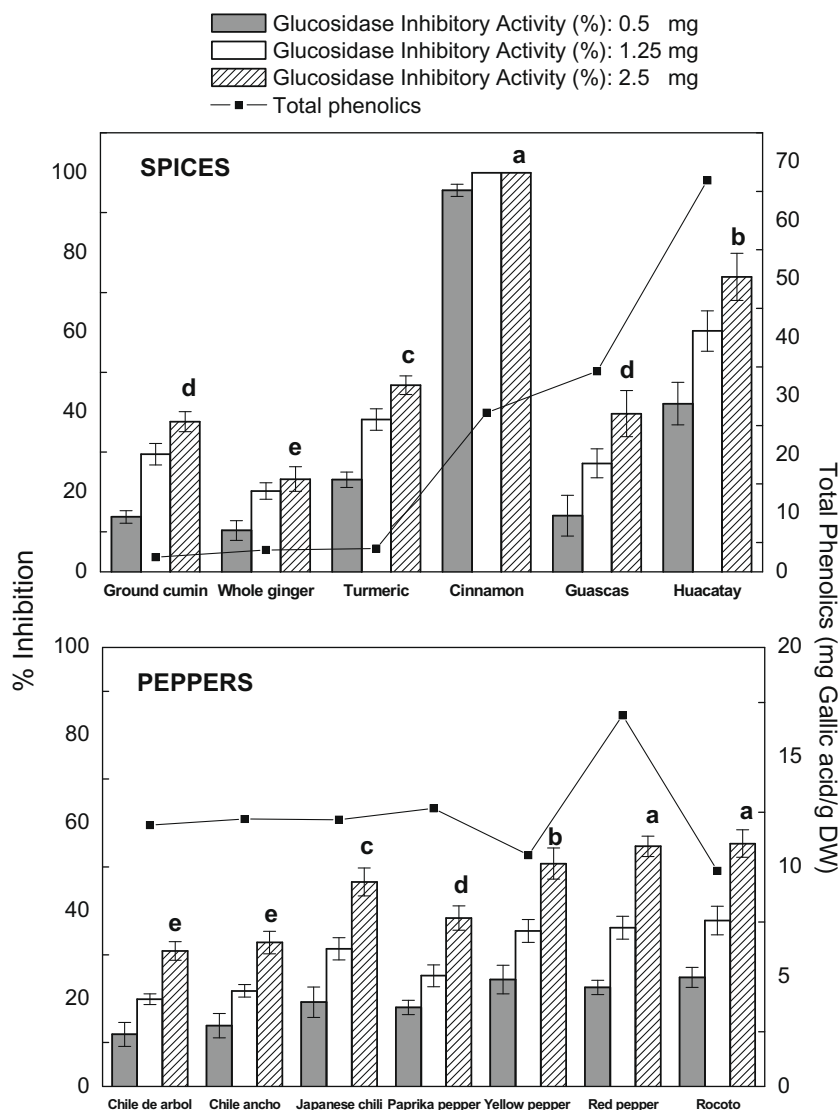 Glucosidase Inhibitory Activity (%): 0.5 mg
Glucosidase Inhibitory Activity (%): 1.25 mg
Glucosidase Inhibitory Activity (%): 2.5 mg
Total phenolics
SPICES
100
80
60
40
20
0
70
60
50
40
30
20
10
0
d
e
c
a
d
b
Ground cumin Whole ginger Turmeric Cinnamon Guascas Huacatay
% Inhibition
Total Phenolics (mg Gallic acid/g DW)
PEPPERS
100
80
60
40
20
0
20
15
10
5
0
e
e
c
d
b
a
a
Chile de arbol Chile ancho Japanese chili Paprika pepper Yellow pepper Red pepper Rocoto